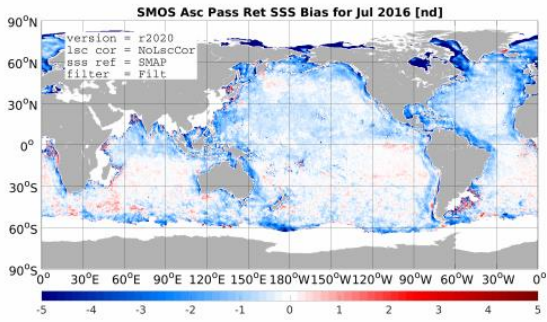 SMOS Asc Pass Ret SSS Bias for Jul 2016 [nd]
version = r2020
lsc cor = NoLscCor
sss ref = SMAP
filter = Filt
90°N
60°N
30°N
0°
30°S
60°S
90°S
0° 30°E 60°E 90°E 120°E 150°E 180°W 150°W 120°W 90°W 60°W 30°W 0°
-5 -4 -3 -2 -1 0 1 2 3 4 5